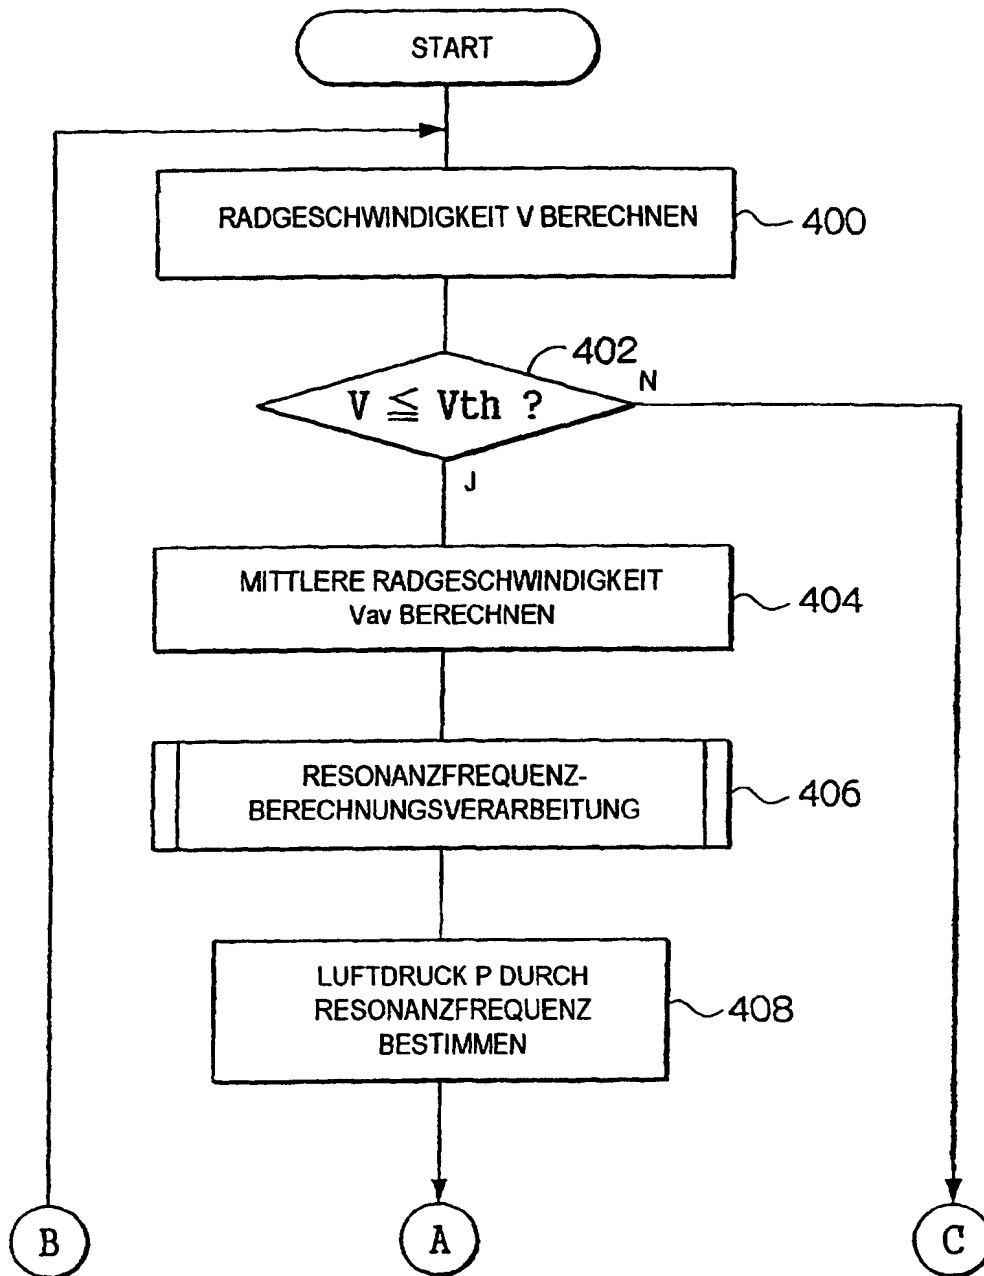 START
RADGESCHWINDIGKEIT V BERECHNEN
400
402
V ≦ Vth ?
N
J
MITTLERE RADGESCHWINDIGKEIT
Vav BERECHNEN
404
RESONANZFREQUENZ-
BERECHNUNGSVERARBEITUNG
406
LUFTDRUCK P DURCH
RESONANZFREQUENZ
BESTIMMEN
408
B
A
C